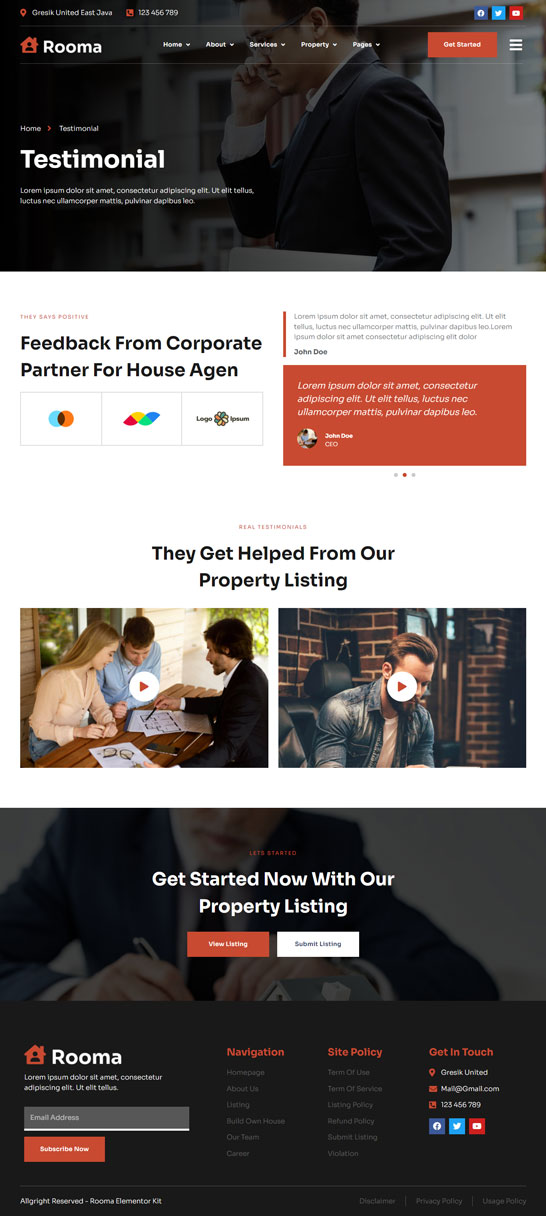 Gresik United East Java
123 456 789
Rooma
Home
About
Services
Property
Pages
Get Started
Home
Testimonial
Testimonial
Lorem ipsum dolor sit amet, consectetur adipiscing elit. Ut elit tellus,
luctus nec ullamcorper mattis, pulvinar dapibus leo.
THEY SAYS POSITIVE
Feedback From Corporate
Partner For House Agen
Logo Ipsum
Lorem ipsum dolor sit amet, consectetur adipiscing elit. Ut elit
tellus, luctus nec ullamcorper mattis, pulvinar dapibus leo.Lorem
ipsum dolor sit amet consectetur adipiscing elit dolor
John Doe
Lorem ipsum dolor sit amet, consectetur
adipiscing elit. Ut elit tellus, luctus nec
ullamcorper mattis, pulvinar dapibus leo.
John Doe
CEO
REAL TESTIMONIALS
They Get Helped From Our
Property Listing
LETS STARTED
Get Started Now With Our
Property Listing
View Listing
Submit Listing
Rooma
Lorem ipsum dolor sit amet, consectetur
adipiscing elit. Ut elit tellus.
Email Address
Subscribe Now
Navigation
Homepage
About Us
Listing
Build Own House
Our Team
Career
Site Policy
Term Of Use
Term Of Service
Listing Policy
Refund Policy
Submit Listing
Violation
Get In Touch
Gresik United
Mail@Gmail.com
123 456 789
Allgright Reserved - Rooma Elementor Kit
Disclaimer
Privacy Policy
Usage Policy